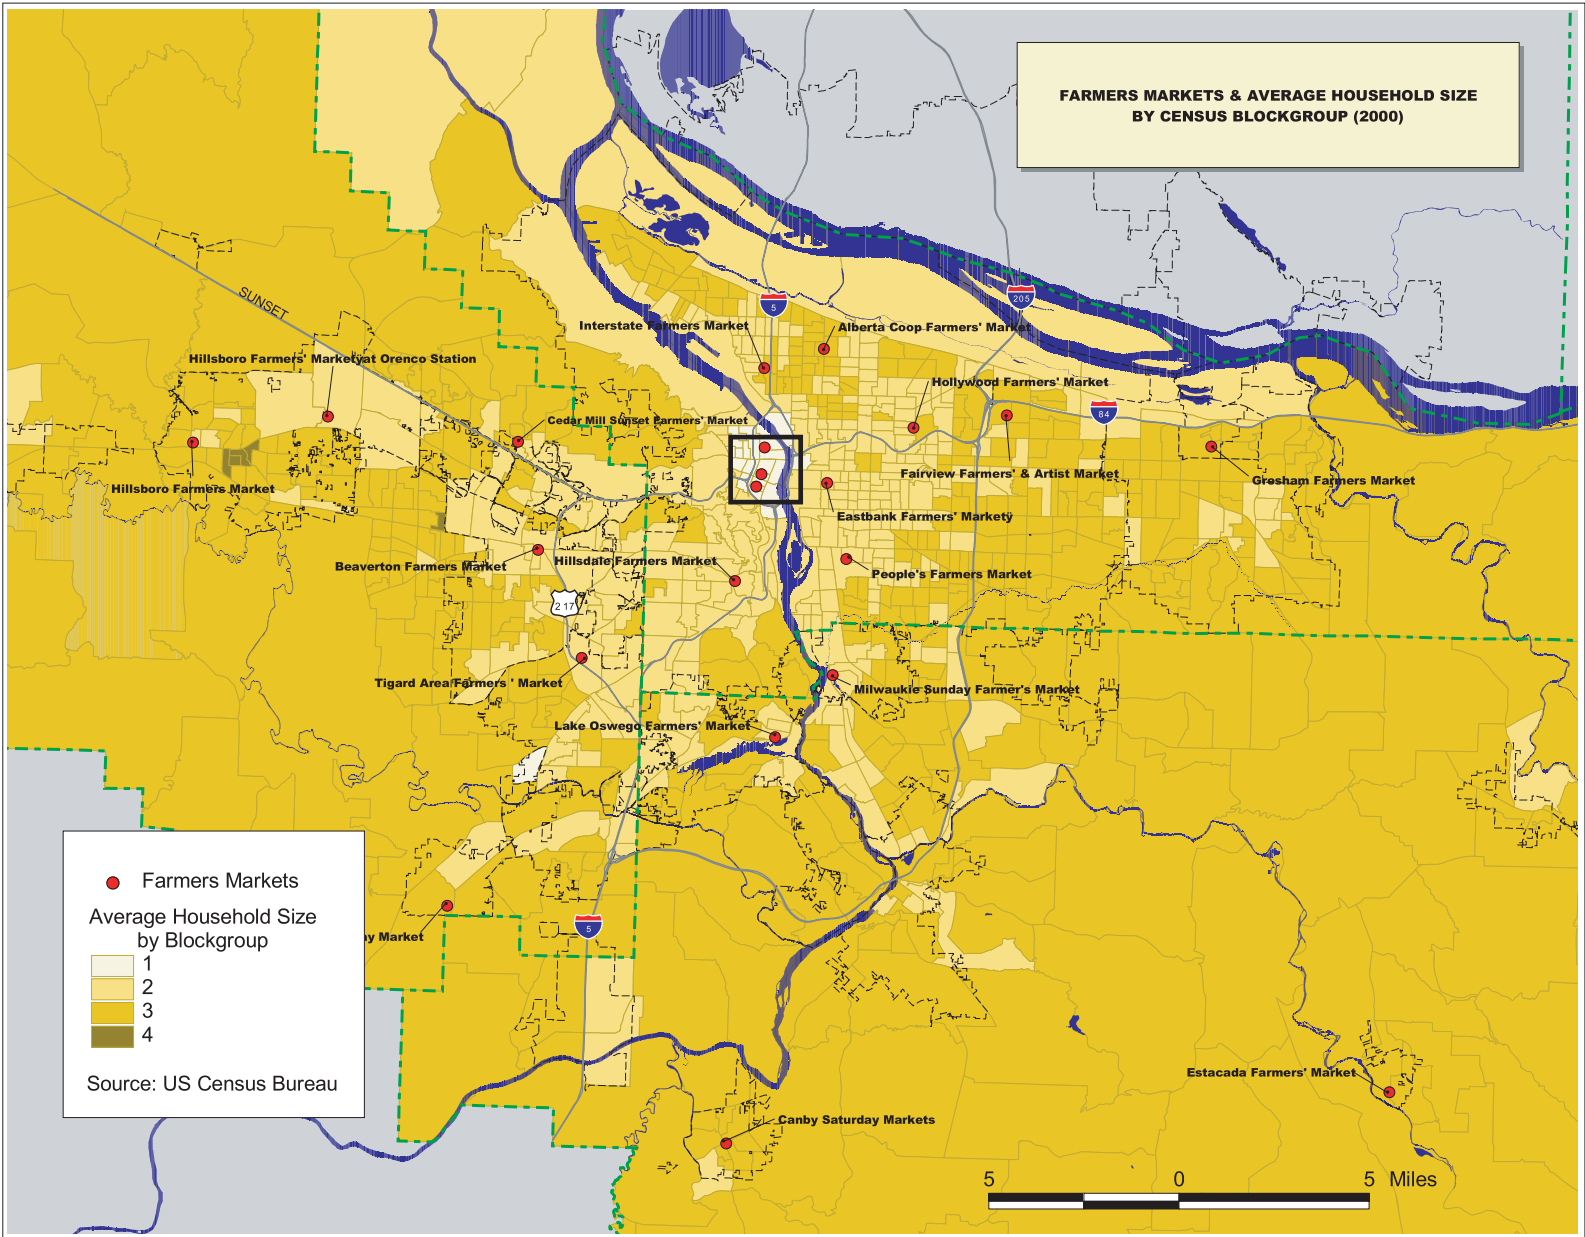 FARMERS MARKETS & AVERAGE HOUSEHOLD SIZE
BY CENSUS BLOCKGROUP (2000)
205
SUNSET
5
Interstate Farmers Market
Alberta Coop Farmers' Market
Hillsboro Farmers' Marketyat Orenco Station
Hollywood Farmers' Market
84
Cedar Mill Sunset Farmers' Market
Fairview Farmers' & Artist Market
Gresham Farmers Market
Hillsboro Farmers Market
Eastbank Farmers' Marketÿ
Beaverton Farmers Market
Hillsdale Farmers Market
People's Farmers Market
2 17
Tigard Area Farmers ' Market
Milwaukie Sunday Farmer's Market
Lake Oswego Farmers' Market
Farmers Markets
Average Household Size
by Blockgroup
1
2
3
4
Source: US Census Bureau
ay Market
5
Estacada Farmers' Market
Canby Saturday Markets
5 0 5 Miles